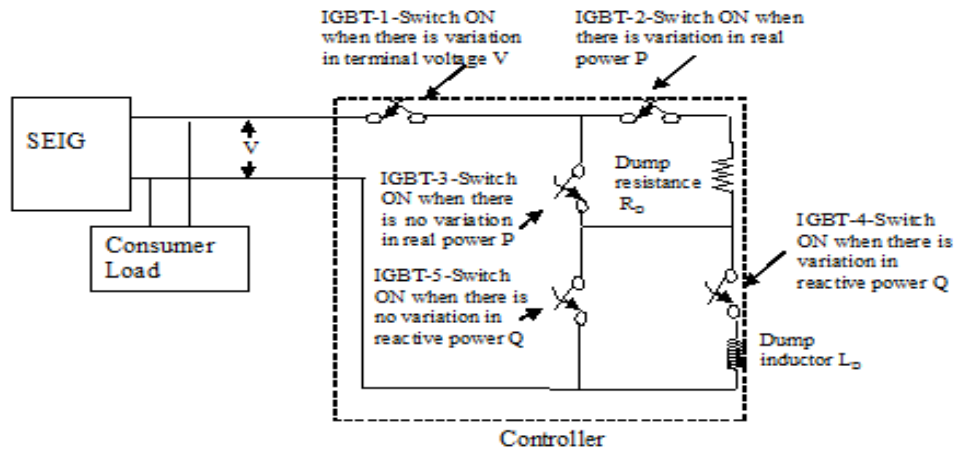 IGBT-1-Switch ON
when there is variation
in terminal voltage V
IGBT-2-Switch ON when
there is variation in real
power P
SEIG
V
Consumer
Load
IGBT-3-Switch
ON when there
is no variation
in real power P
Dump
resistance
R_D
IGBT-4-Switch
ON when there is
variation in
reactive power Q
IGBT-5-Switch
ON when there is
no variation in
reactive power Q
Dump
inductor L_D
Controller